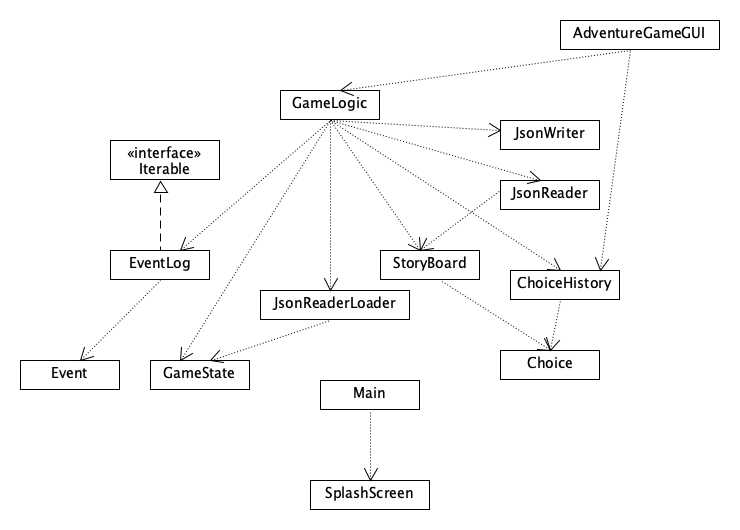 AdventureGameGUI
GameLogic
JsonWriter
«interface»
Iterable
JsonReader
EventLog
StoryBoard
ChoiceHistory
JsonReaderLoader
Event
GameState
Choice
Main
SplashScreen